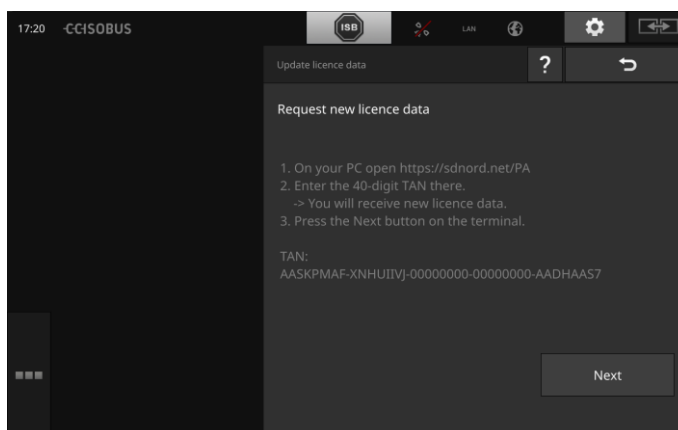 17:20
CCISOBUS
ISB
LAN
Update licence data
?
Request new licence data
1. On your PC open https://sdnord.net/PA
2. Enter the 40-digit TAN there.
-> You will receive new licence data.
3. Press the Next button on the terminal.
TAN:
AASKPMAF-XNHUIIVJ-00000000-00000000-AADHAAS7
Next